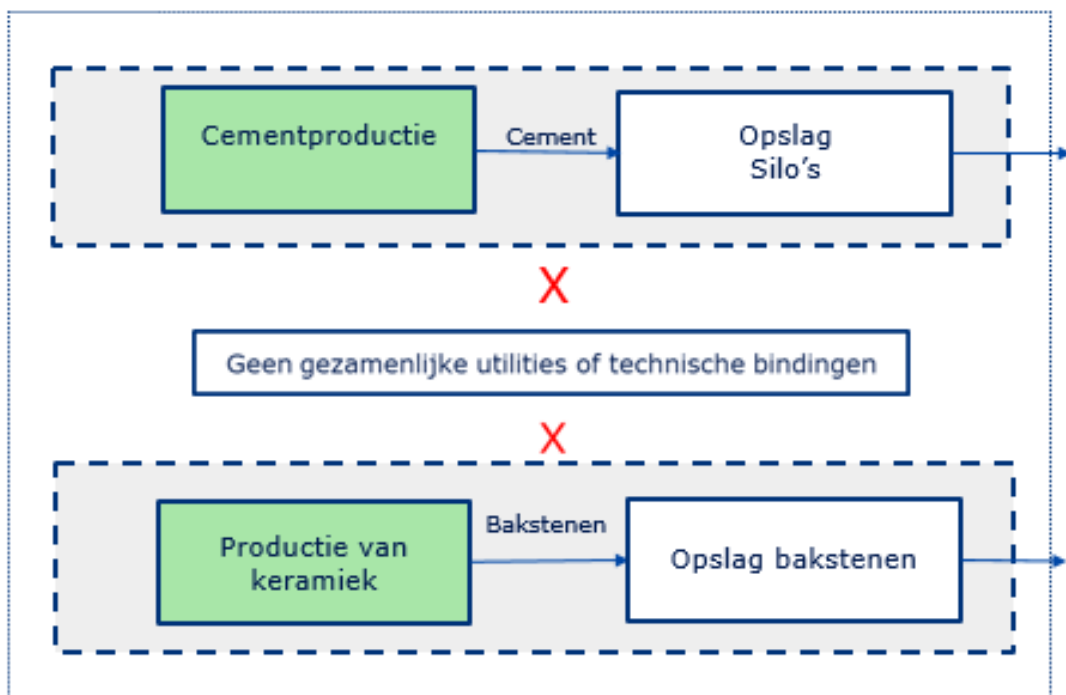 Cementproductie
Cement
Opslag
Silo's
X
Geen gezamenlijke utilities of technische bindingen
X
Productie van
keramiek
Bakstenen
Opslag bakstenen